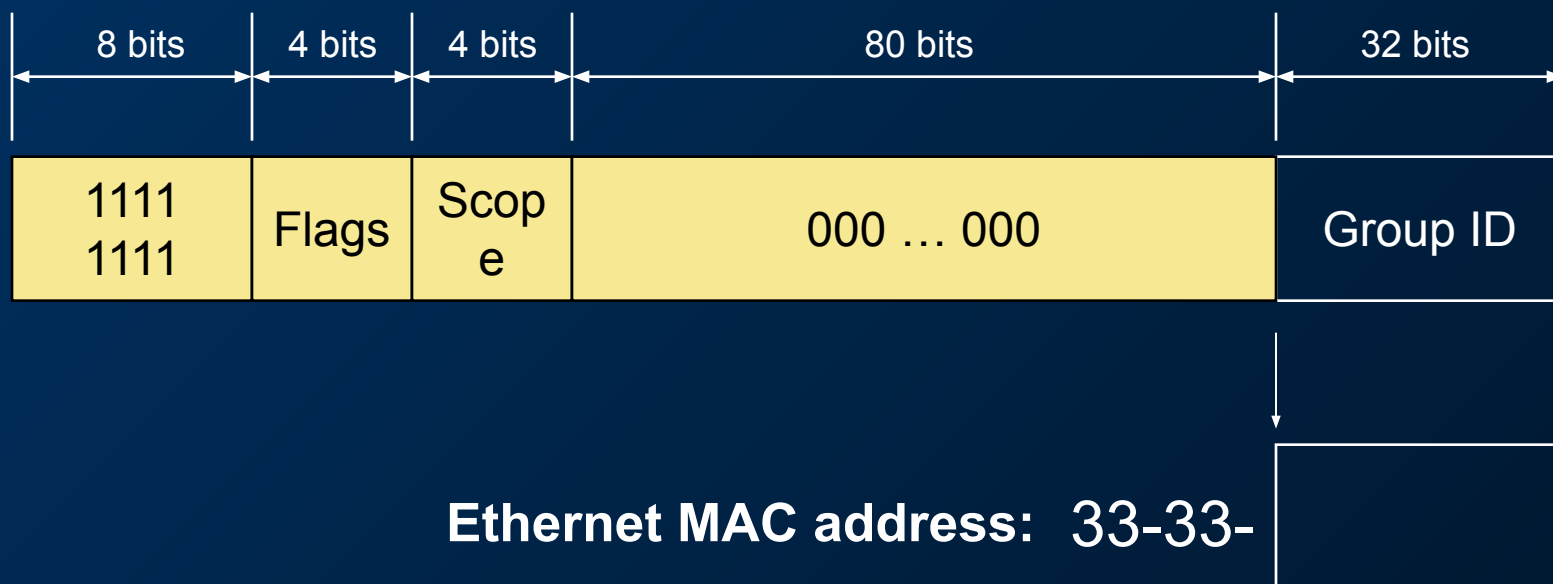 8 bits 4 bits 4 bits 80 bits 32 bits
1111
1111
Flags
Scop
e
000 … 000
Group ID
Ethernet MAC address: 33-33-